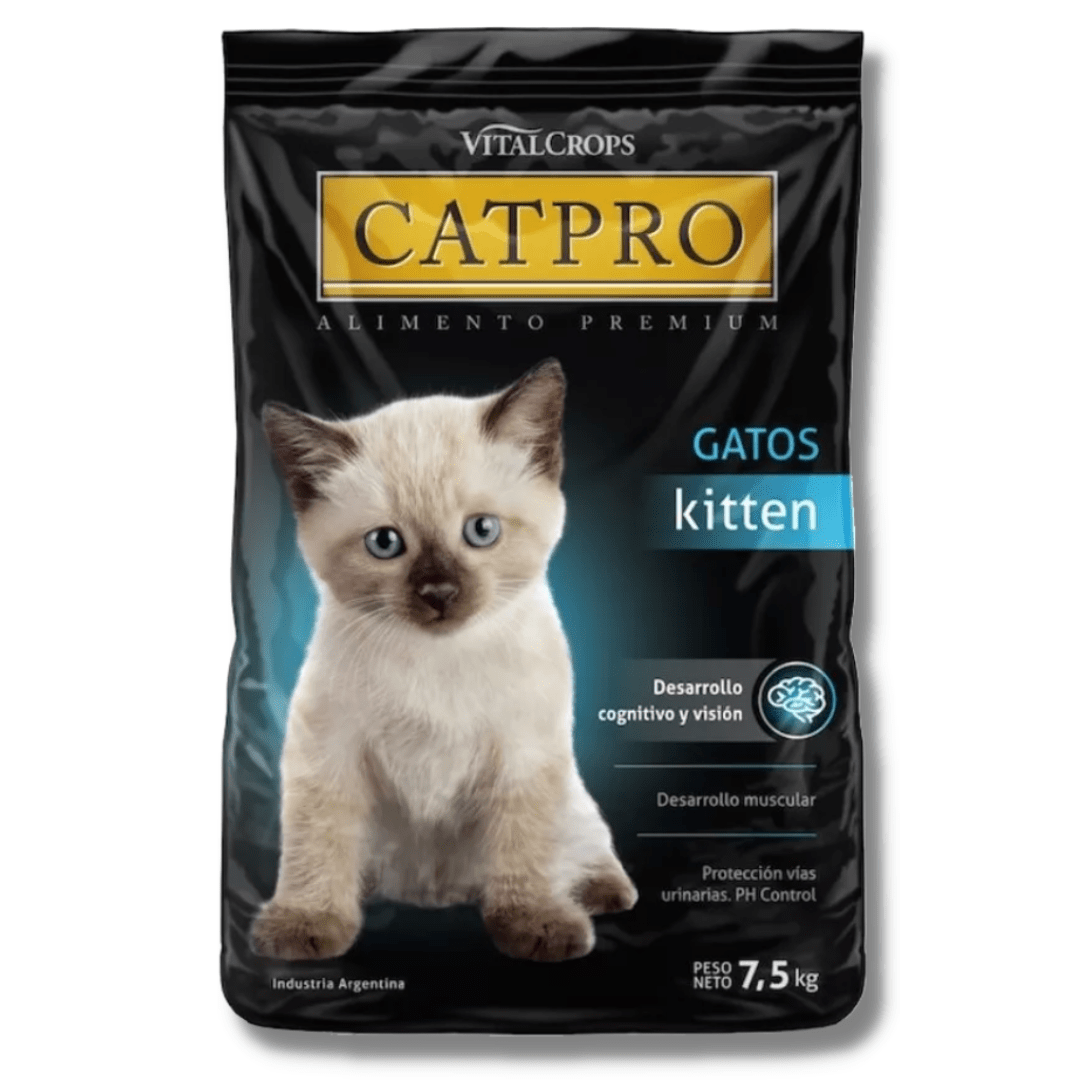 VITALCROPS
CATPRO
ALIMENTO PREMIUM
GATOS
kitten
Desarrollo
cognitivo y visión
Desarrollo muscular
Protección vías
urinarias. PH Control
PESO
NETO 7,5 kg
Industria Argentina